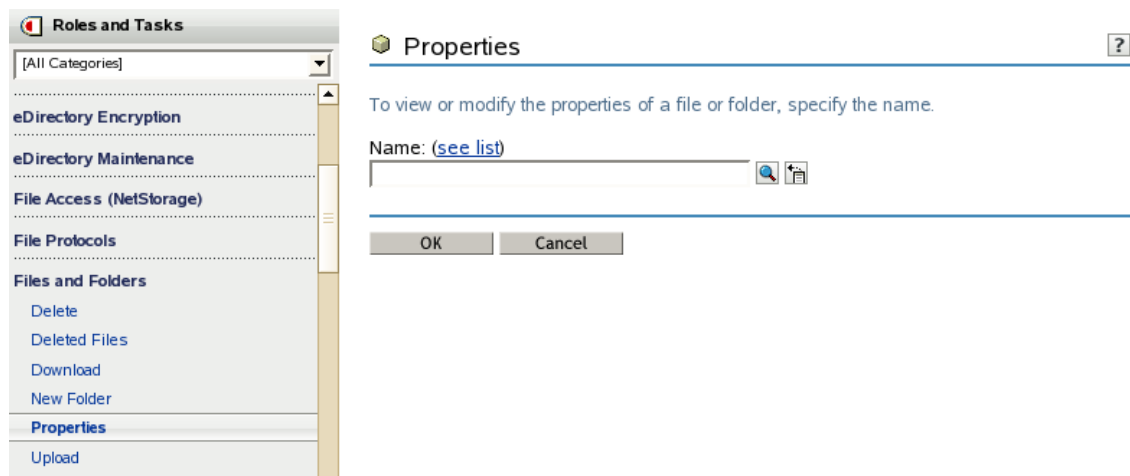 Roles and Tasks
[All Categories]
eDirectory Encryption
eDirectory Maintenance
File Access (NetStorage)
File Protocols
Files and Folders
Delete
Deleted Files
Download
New Folder
Properties
Upload
Properties
?
To view or modify the properties of a file or folder, specify the name.
Name: (see list)
OK
Cancel